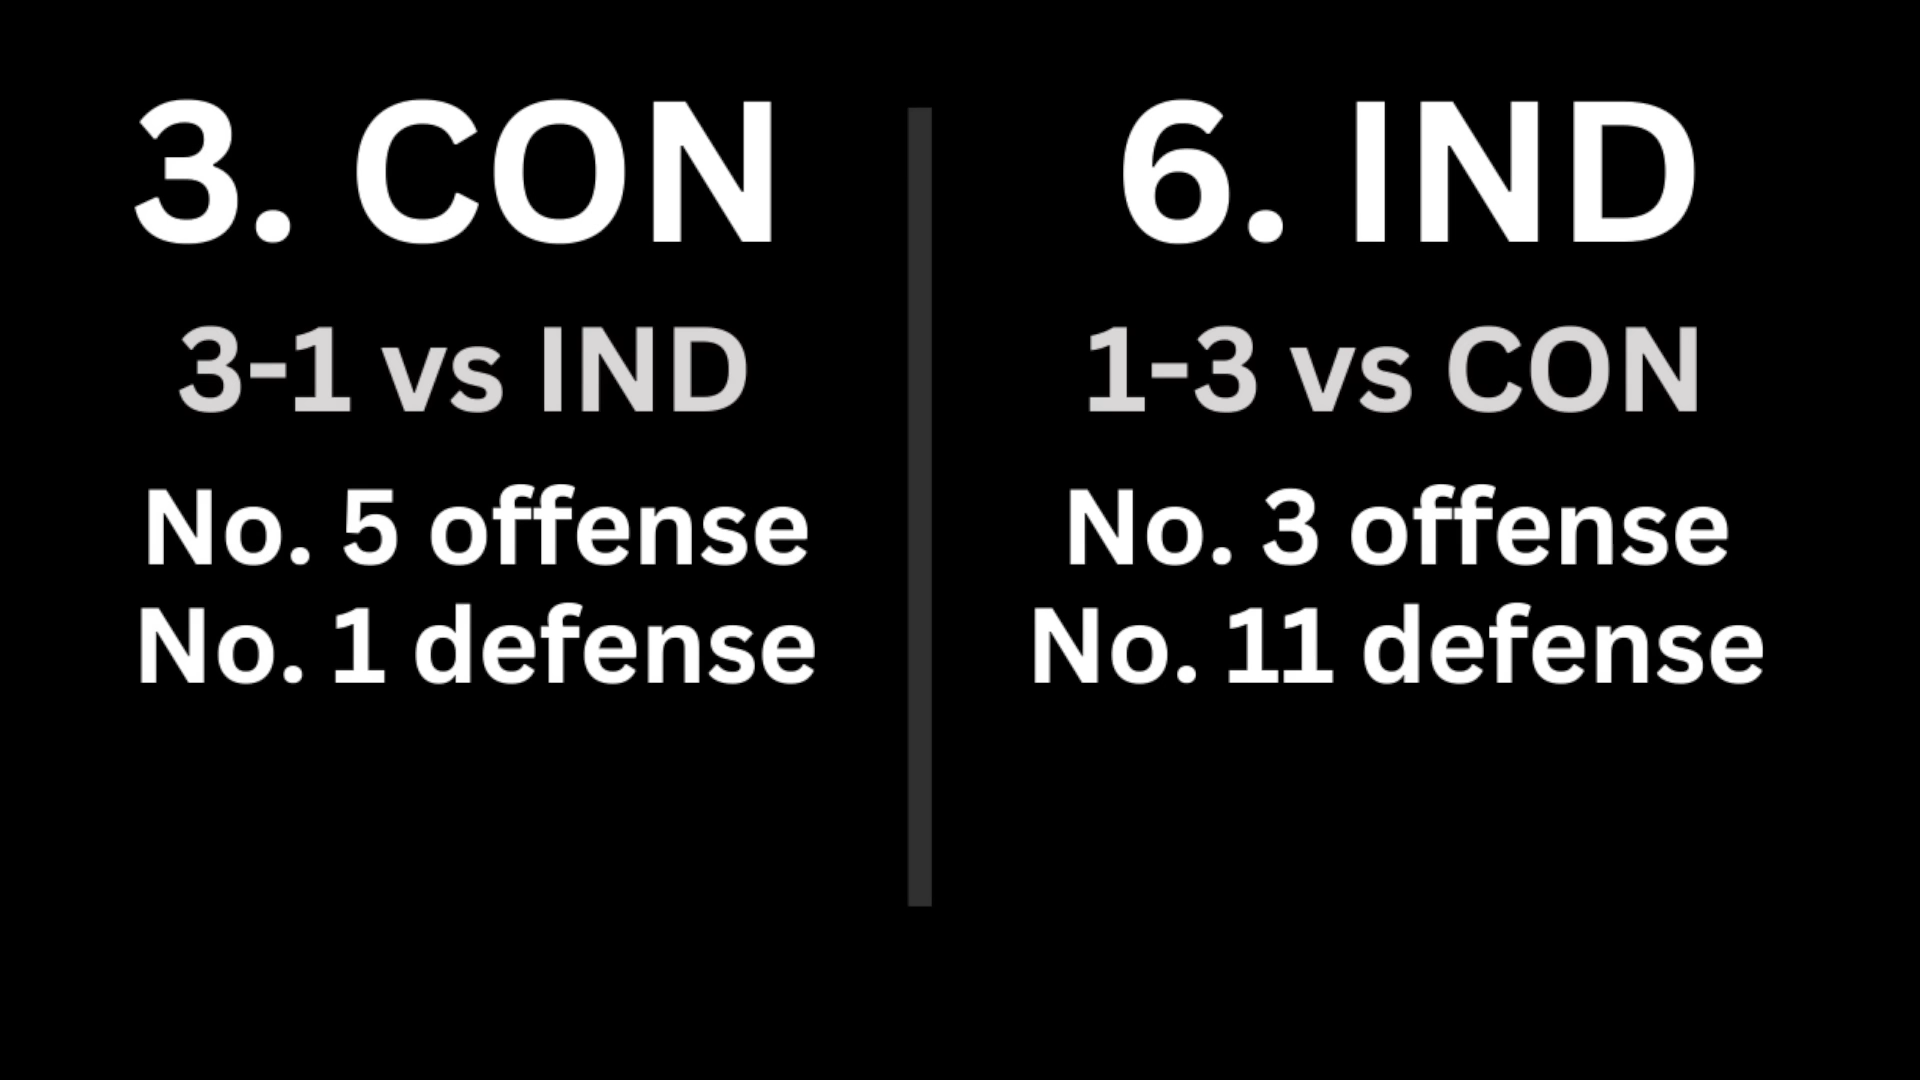 3. CON
3-1 vs IND
No. 5 offense
No. 1 defense
6. IND
1-3 vs CON
No. 3 offense
No. 11 defense